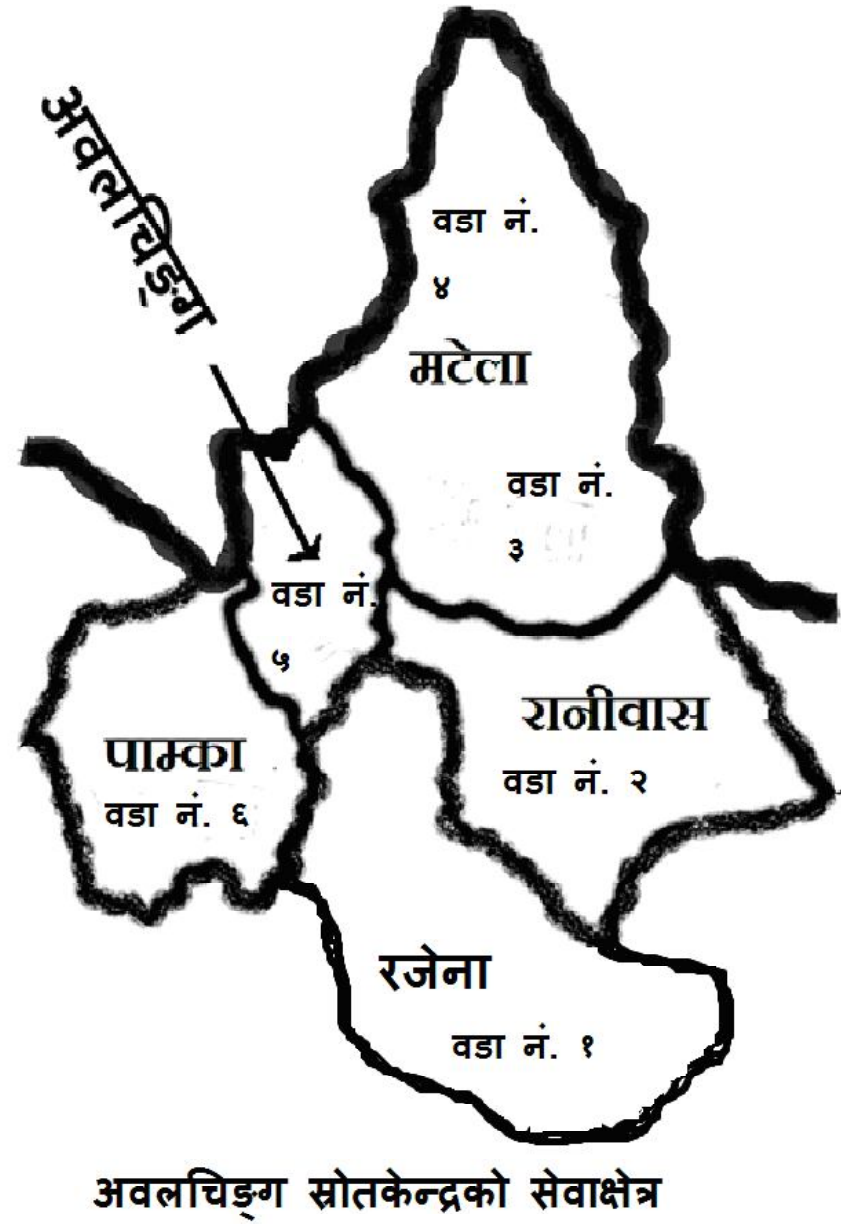 अवलचिङ्ग
वडा नं.
४
मटेला
वडा नं.
३
वडा नं.
५
रानीवास
वडा नं. २
पाम्का
वडा नं. ६
रजेना
वडा नं. १
अवलचिङ्ग स्रोतकेन्द्रको सेवाक्षेत्र